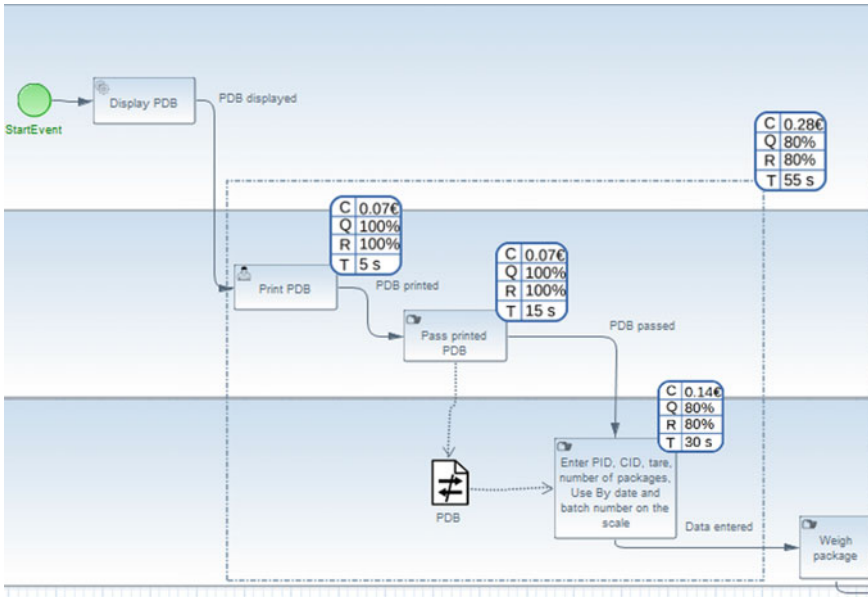 StartEvent
Display PDB
PDB displayed
C 0.28€
Q 80%
R 80%
T 55 s
C 0.07€
Q 100%
R 100%
T 5 s
Print PDB
PDB printed
C 0.07€
Q 100%
R 100%
T 15 s
Pass printed
PDB
PDB passed
C 0.14€
Q 80%
R 80%
T 30 s
Enter PID, CID, tare,
number of packages,
Use By date and
batch number on the
scale
PDB
Data entered
Weigh
package